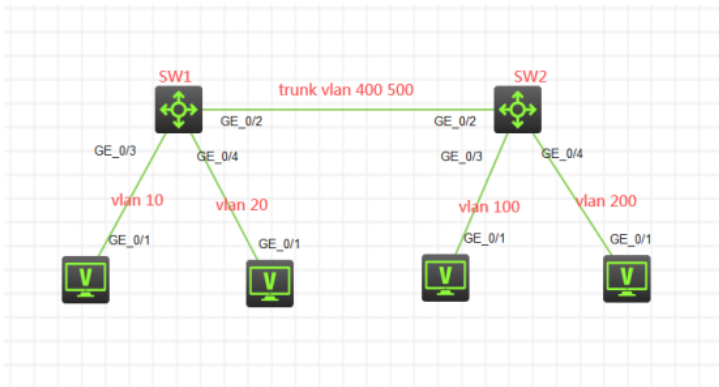 SW1
SW2
trunk vlan 400 500
GE_0/2
GE_0/2
GE_0/3
GE_0/4
GE_0/3
GE_0/4
vlan 10
vlan 20
vlan 100
vlan 200
GE_0/1
GE_0/1
GE_0/1
GE_0/1
V
V
V
V